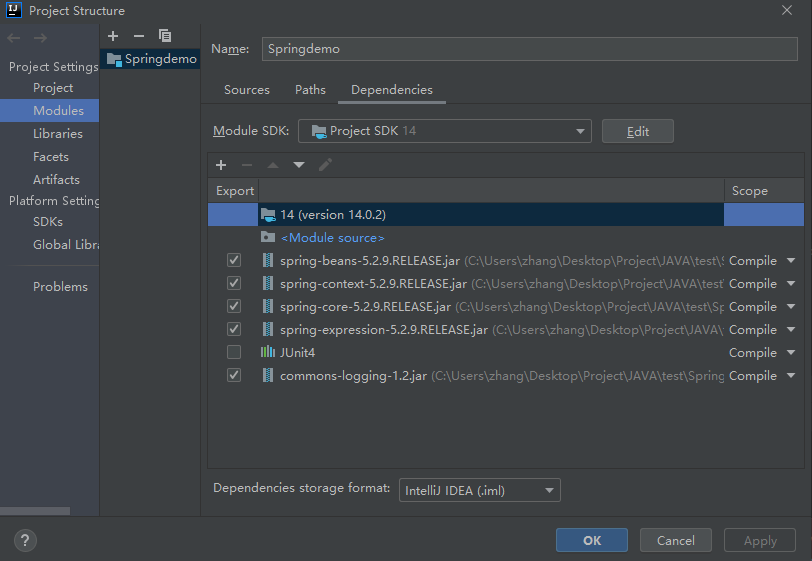 IJ Project Structure
Name: Springdemo
Project Settings
Project
Modules
Libraries
Facets
Artifacts
Platform Setting
SDKs
Global Libra
Problems
Springdemo
Sources Paths Dependencies
Module SDK: Project SDK 14 Edit
Export Scope
14 (version 14.0.2)
<Module source>
spring-beans-5.2.9.RELEASE.jar (C:\Users\zhang\Desktop\Project\JAVA\test\S Compile
spring-context-5.2.9.RELEASE.jar (C:\Users\zhang\Desktop\Project\JAVA\test\ Compile
spring-core-5.2.9.RELEASE.jar (C:\Users\zhang\Desktop\Project\JAVA\test\Sp Compile
spring-expression-5.2.9.RELEASE.jar (C:\Users\zhang\Desktop\Project\JAVA\t Compile
JUnit4 Compile
commons-logging-1.2.jar (C:\Users\zhang\Desktop\Project\JAVA\test\Spring Compile
Dependencies storage format: IntelliJ IDEA (.iml)
? OK Cancel Apply